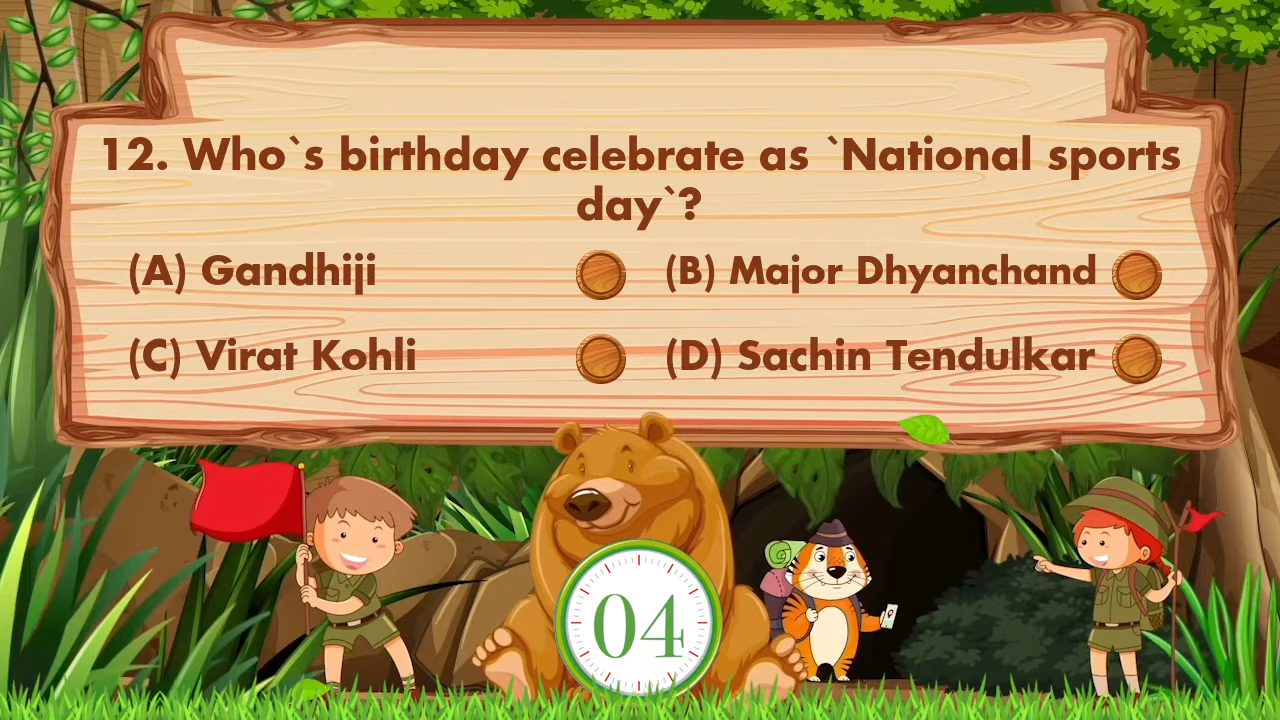 12. Who`s birthday celebrate as `National sports
day`?
(A) Gandhiji (B) Major Dhyanchand
(C) Virat Kohli (D) Sachin Tendulkar
04